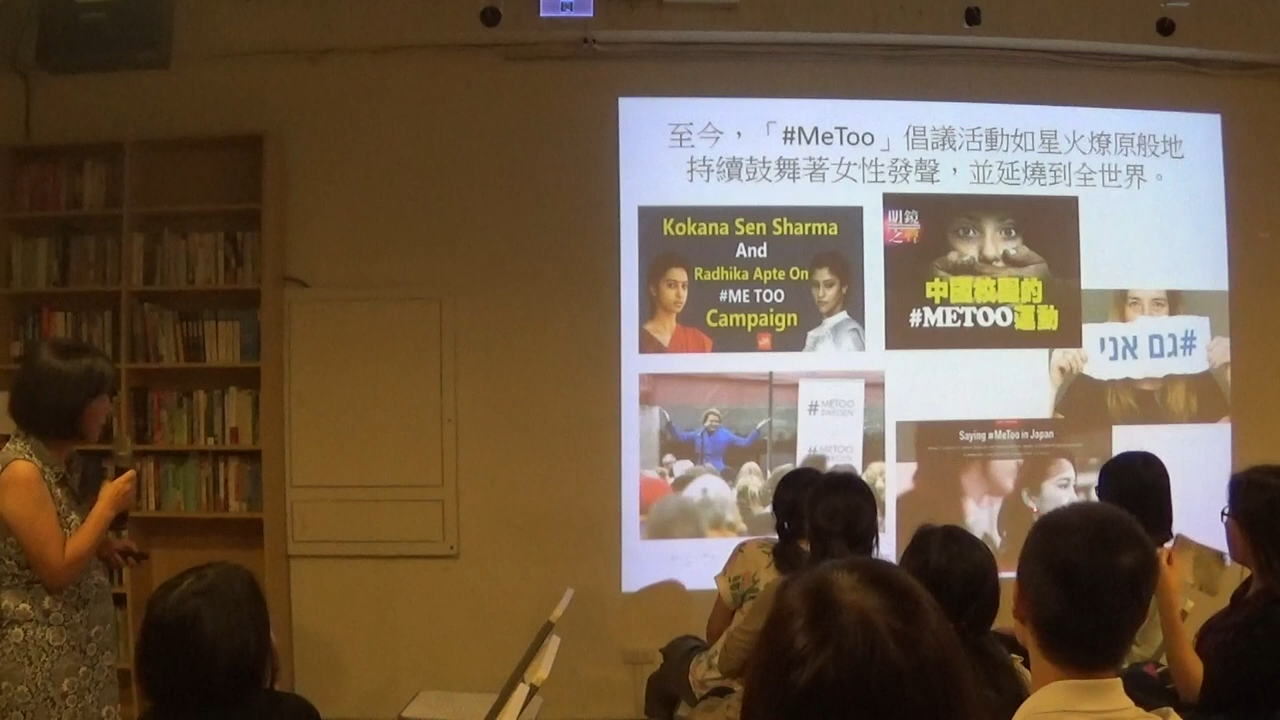 至今，「#MeToo」倡議活動如星火燎原般地
持續鼓舞著女性發聲，並延燒到全世界。
Kokana Sen Sharma
And
Radhika Apte On
#ME TOO
Campaign
明鏡
之聲
中國校園的
#METOO運動
#גם אני
#METOO
SWEDEN
#METOO
Saying #MeToo in Japan